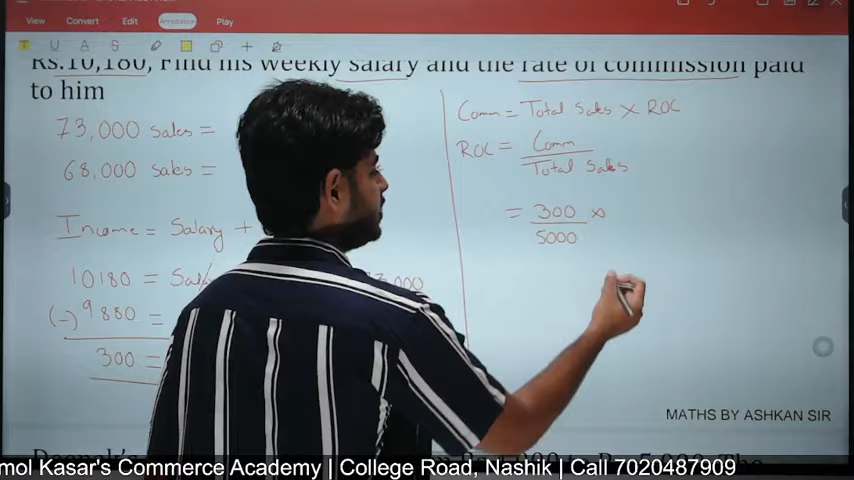 View Convert Edit Annotation Play
Rs.10,180, Find his weekly salary and the rate of commission paid
to him
73,000 sales =
68,000 sales =
Income = Salary +
10180 =
(-) 9880 =
300 =
Comm = Total Sales × ROC
ROC = Comm
Total Sales
= 300 ×
5000
MATHS BY ASHKAN SIR
mol Kasar's Commerce Academy | College Road, Nashik | Call 7020487909